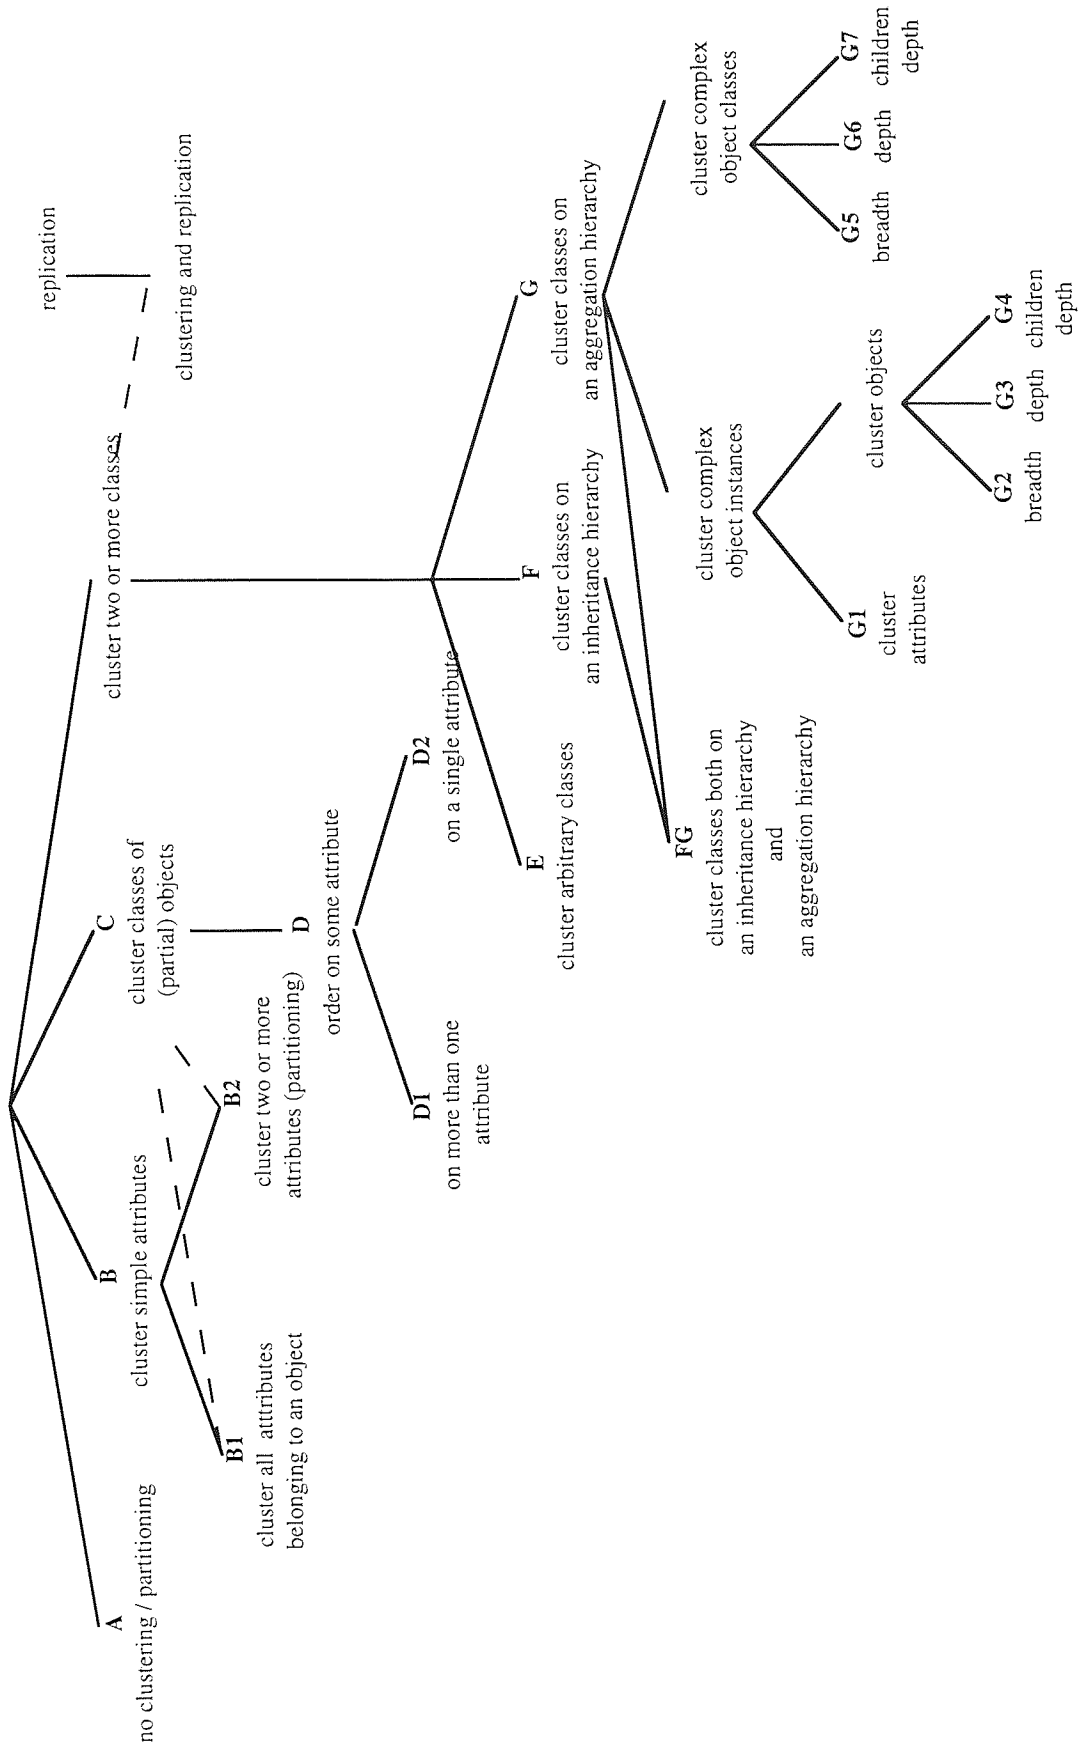 replication
clustering and replication
A
no clustering / partitioning
B
cluster simple attributes
C
cluster classes of
(partial) objects
cluster two or more classes
B1
cluster all atttributes
belonging to an object
B2
cluster two or more
attributes (partitioning)
D
order on some attribute
D1
on more than one
attribute
D2
on a single attribute
E
cluster arbitrary classes
F
cluster classes on
an inheritance hierarchy
G
cluster classes on
an aggregation hierarchy
FG
cluster classes both on
an inheritance hierarchy
and
an aggregation hierarchy
cluster complex
object instances
cluster complex
object classes
G1
cluster
attributes
cluster objects
G2
breadth
G3
depth
G4
children
depth
G5
breadth
G6
depth
G7
children
depth